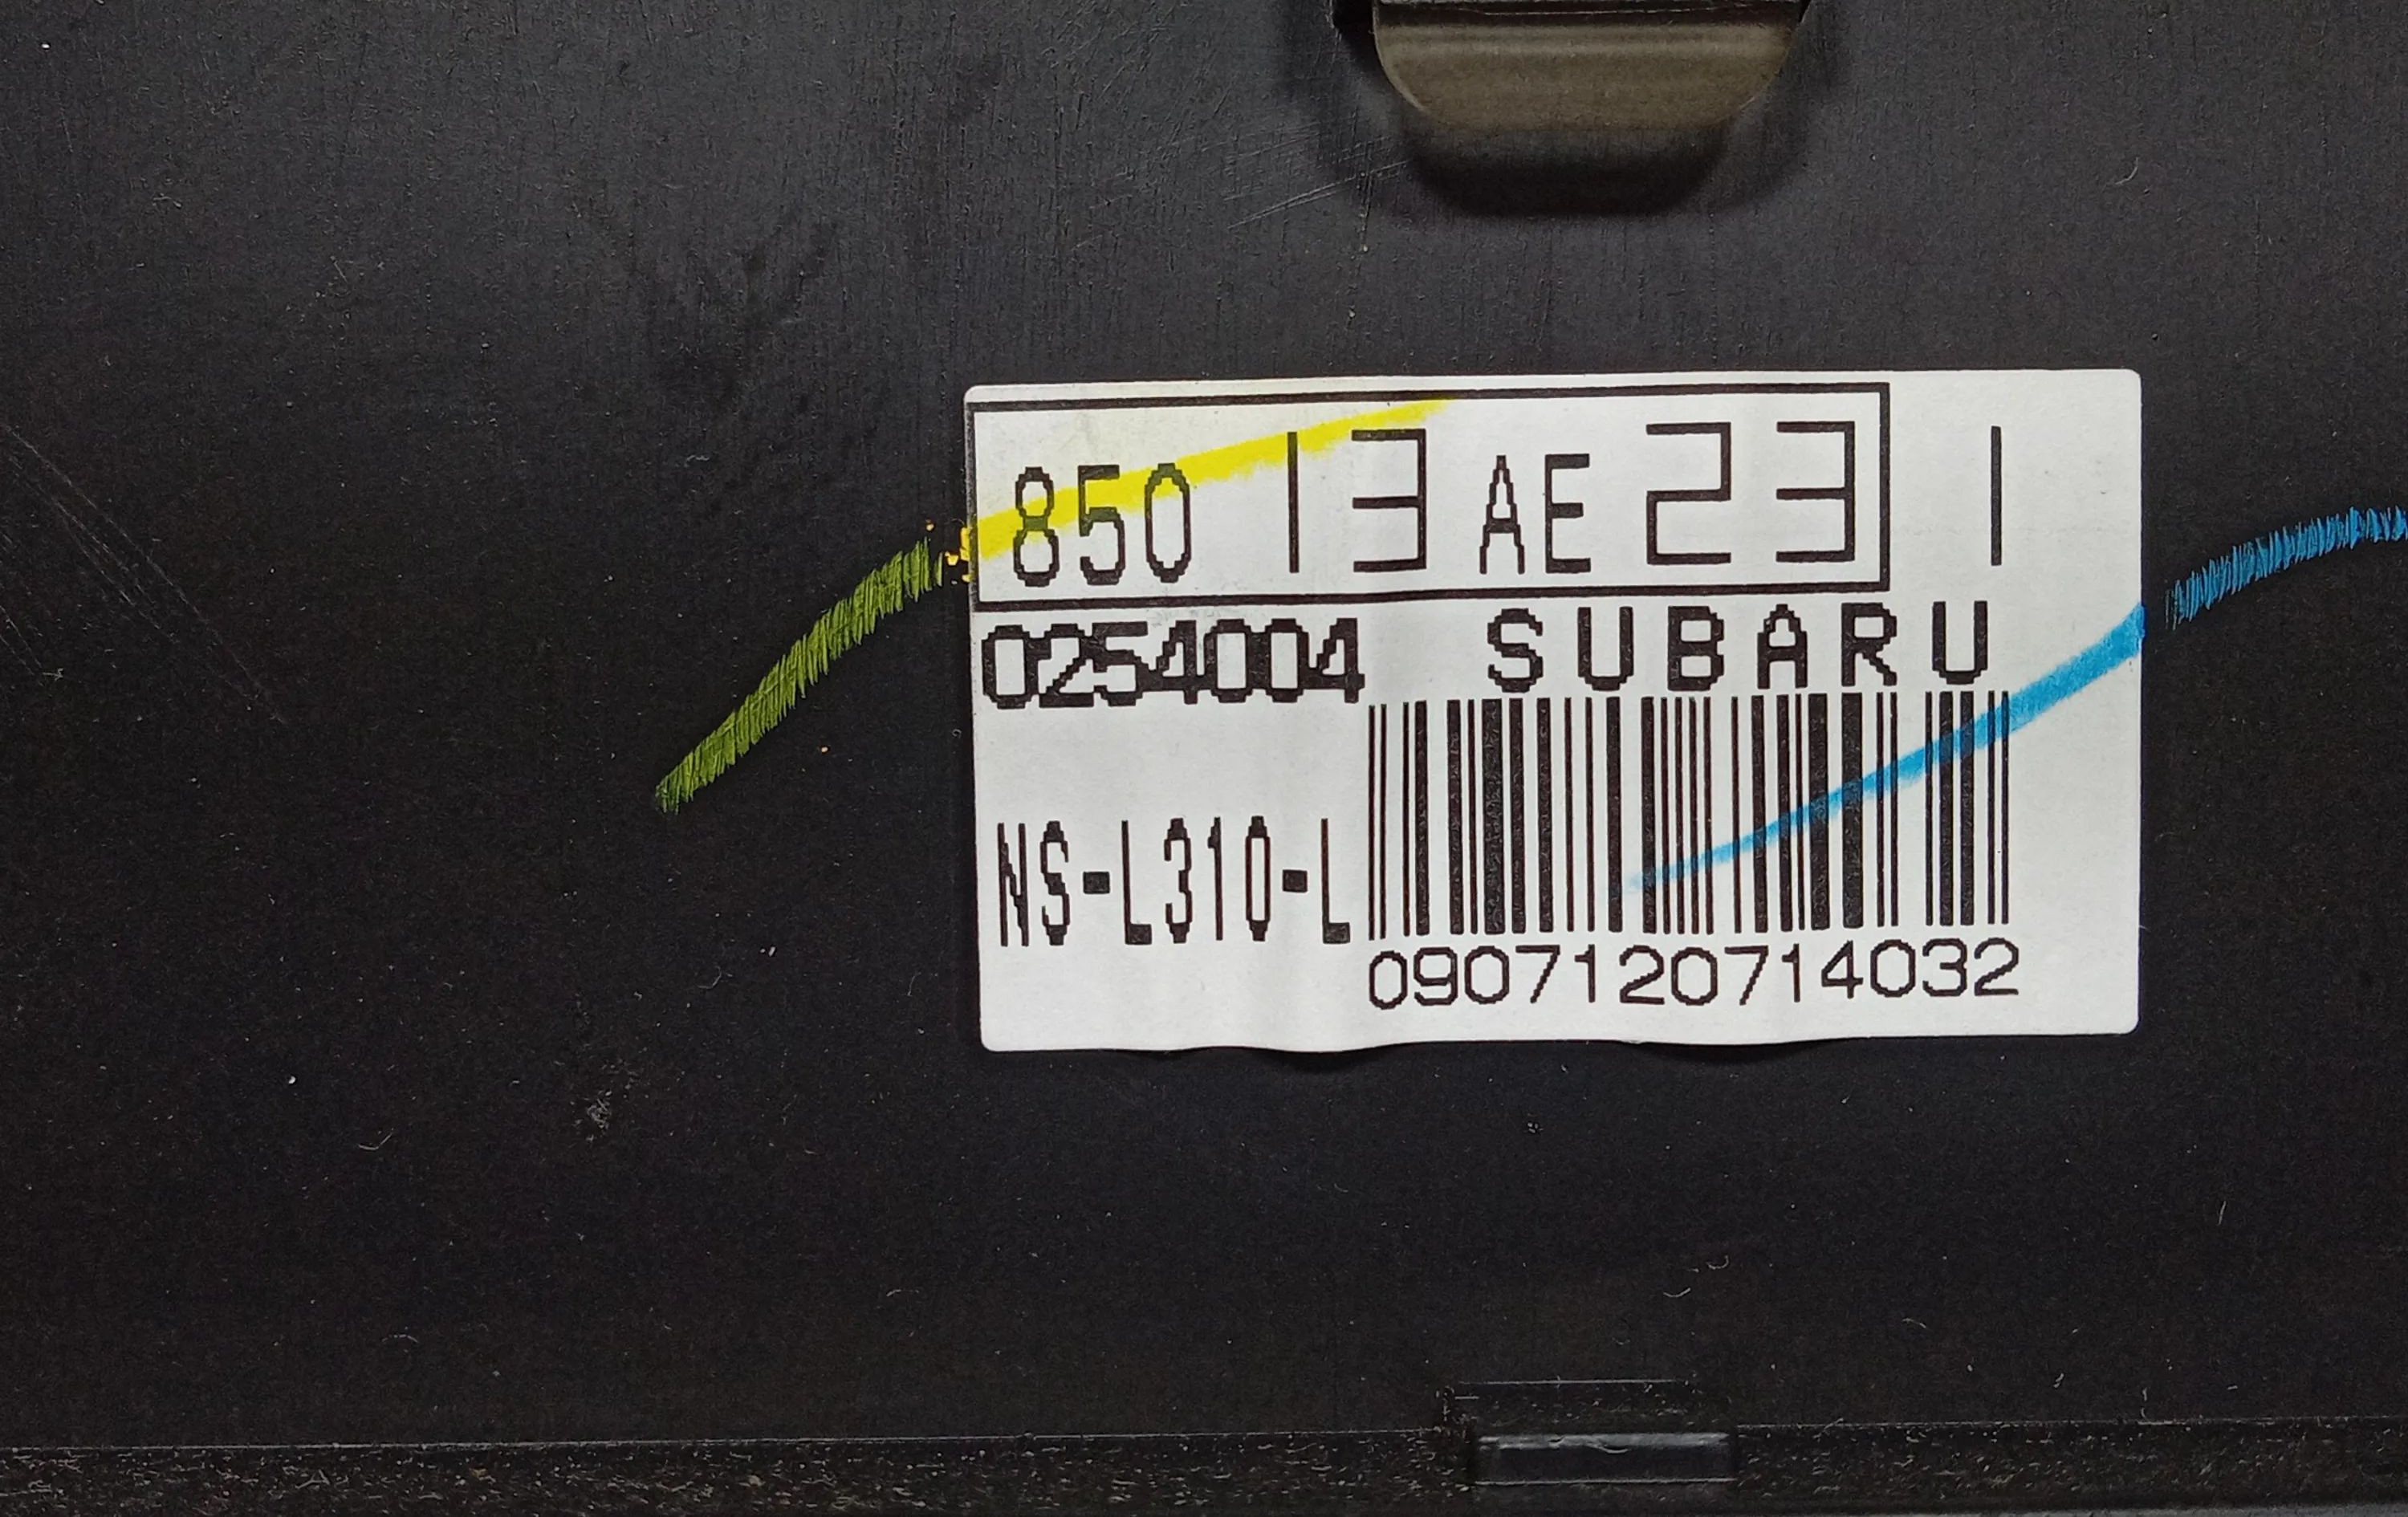 850 13 AE 23 1
0254004 SUBARU
NS-L310-L
0907120714032